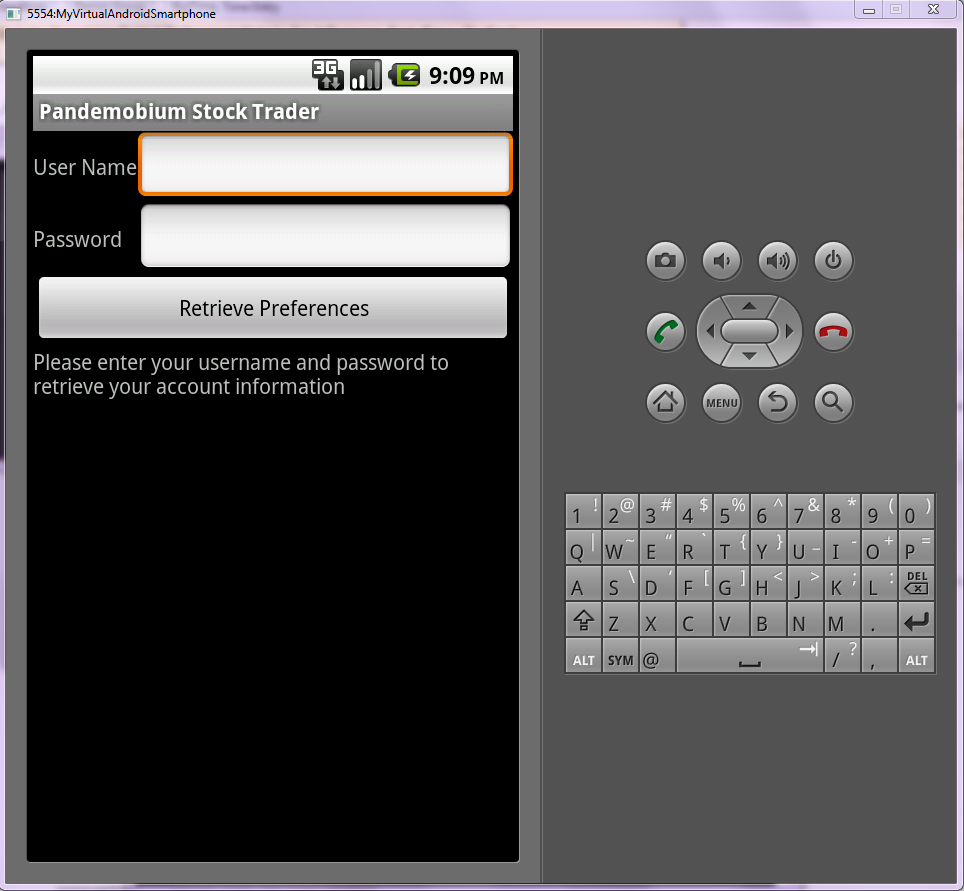 5554:MyVirtualAndroidSmartphone
3G 9:09 PM
Pandemobium Stock Trader
User Name
Password
Retrieve Preferences
Please enter your username and password to
retrieve your account information
MENU
1 ! 2 @ 3 # 4 $ 5 % 6 ^ 7 & 8 * 9 ( 0 )
Q | W ~ E " R ` T { Y } U _ I - O + P =
A S \ D ' F [ G ] H < J > K ; L : DEL
Z X C V B N M .
ALT SYM @ / ? , ALT